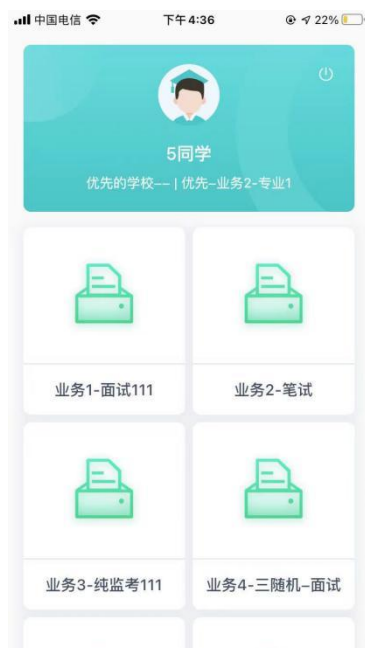 中国电信 下午4:36 22%
5同学
优先的学校-- | 优先-业务2-专业1
业务1-面试111 业务2-笔试
业务3-纯监考111 业务4-三随机-面试